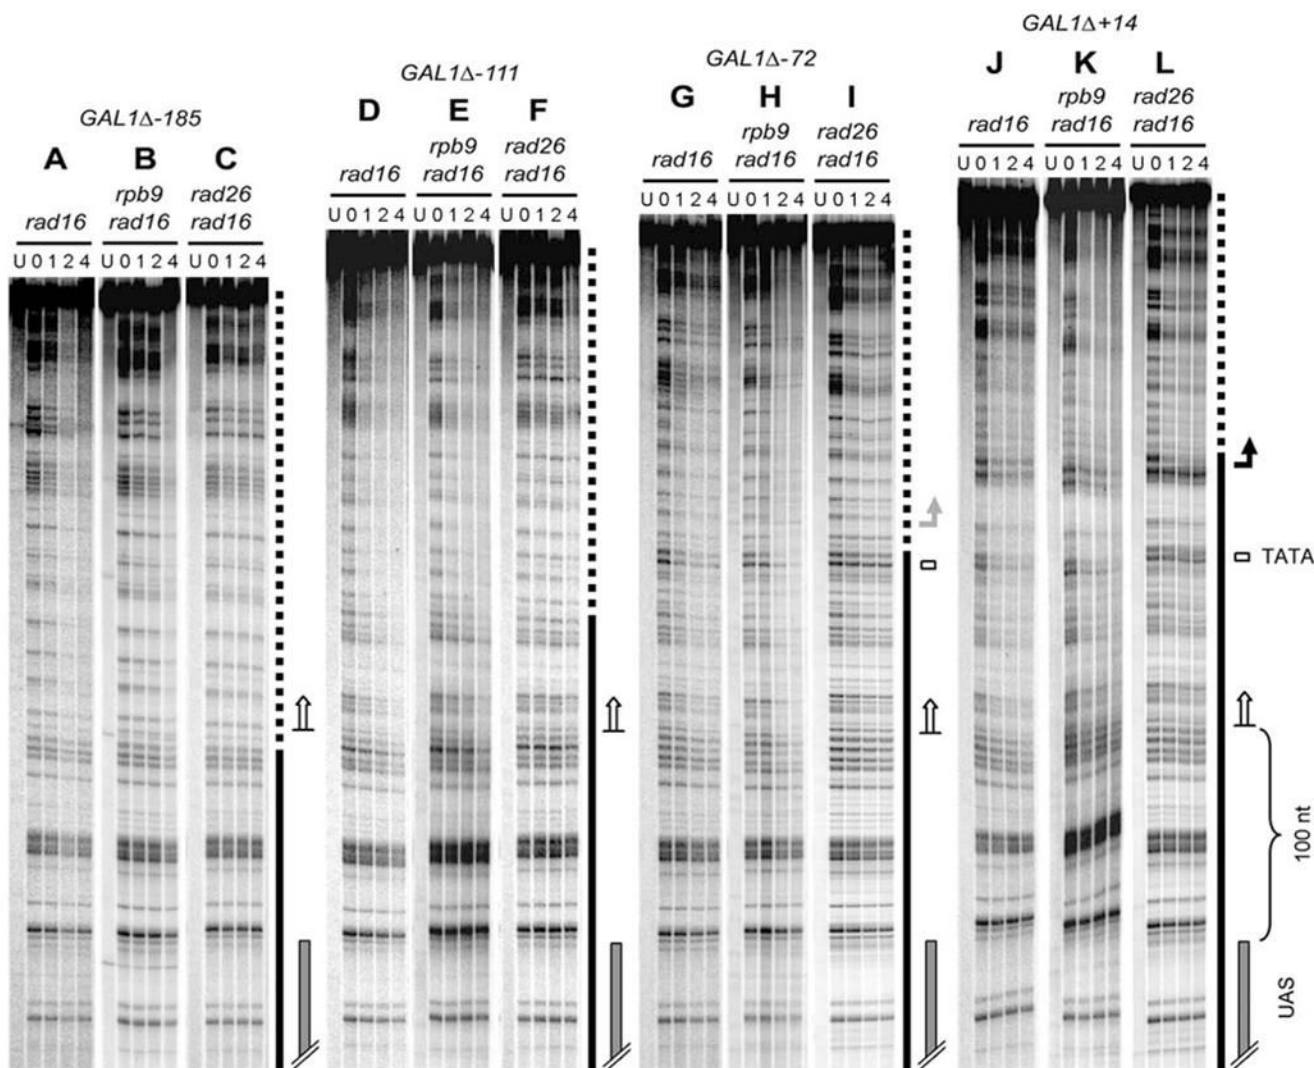 GAL1Δ+14
GAL1Δ-72
GAL1Δ-111
GAL1Δ-185
J K L
G H I
D E F
A B C
rad16
rpb9
rad16
rad26
rad16
rad16
rpb9
rad16
rad26
rad16
rad16
rpb9
rad16
rad26
rad16
rad16
rpb9
rad16
rad26
rad16
U 0 1 2 4 U 0 1 2 4 U 0 1 2 4
U 0 1 2 4 U 0 1 2 4 U 0 1 2 4
U 0 1 2 4 U 0 1 2 4 U 0 1 2 4
U 0 1 2 4 U 0 1 2 4 U 0 1 2 4
TATA
100 nt
UAS